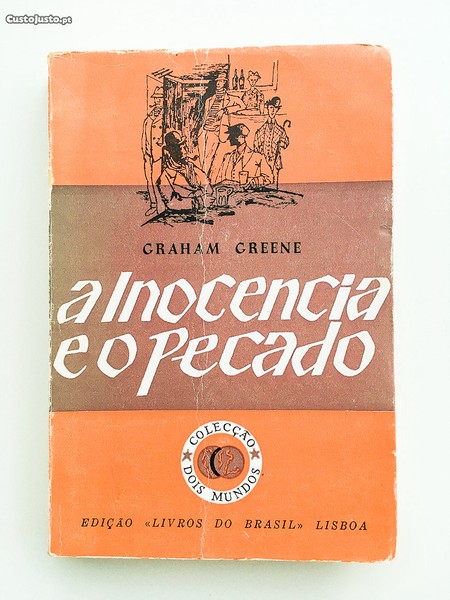 CustoJusto.pt
GRAHAM GREENE
a Inocencia
e o Pecado
COLECÇÃO
DOIS MUNDOS
EDIÇÃO «LIVROS DO BRASIL» LISBOA